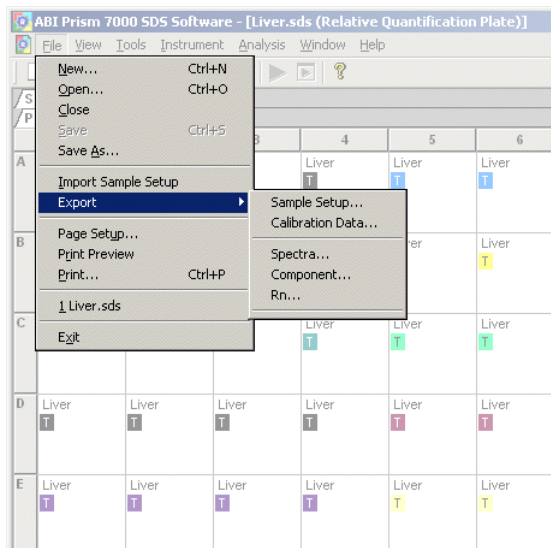 ABI Prism 7000 SDS Software - [Liver.sds (Relative Quantification Plate)]
File View Tools Instrument Analysis Window Help
New... Ctrl+N
Open... Ctrl+O
Close
Save Ctrl+S
Save As...
Import Sample Setup
Export
Page Setup...
Print Preview
Print... Ctrl+P
1 Liver.sds
Exit
Sample Setup...
Calibration Data...
Spectra...
Component...
Rn...
3 4 5 6
A Liver Liver Liver
T T T
B Liver
T
C Liver Liver Liver
T T T
D Liver Liver Liver Liver Liver Liver
T T T T T T
E Liver Liver Liver Liver Liver Liver
T T T T T T